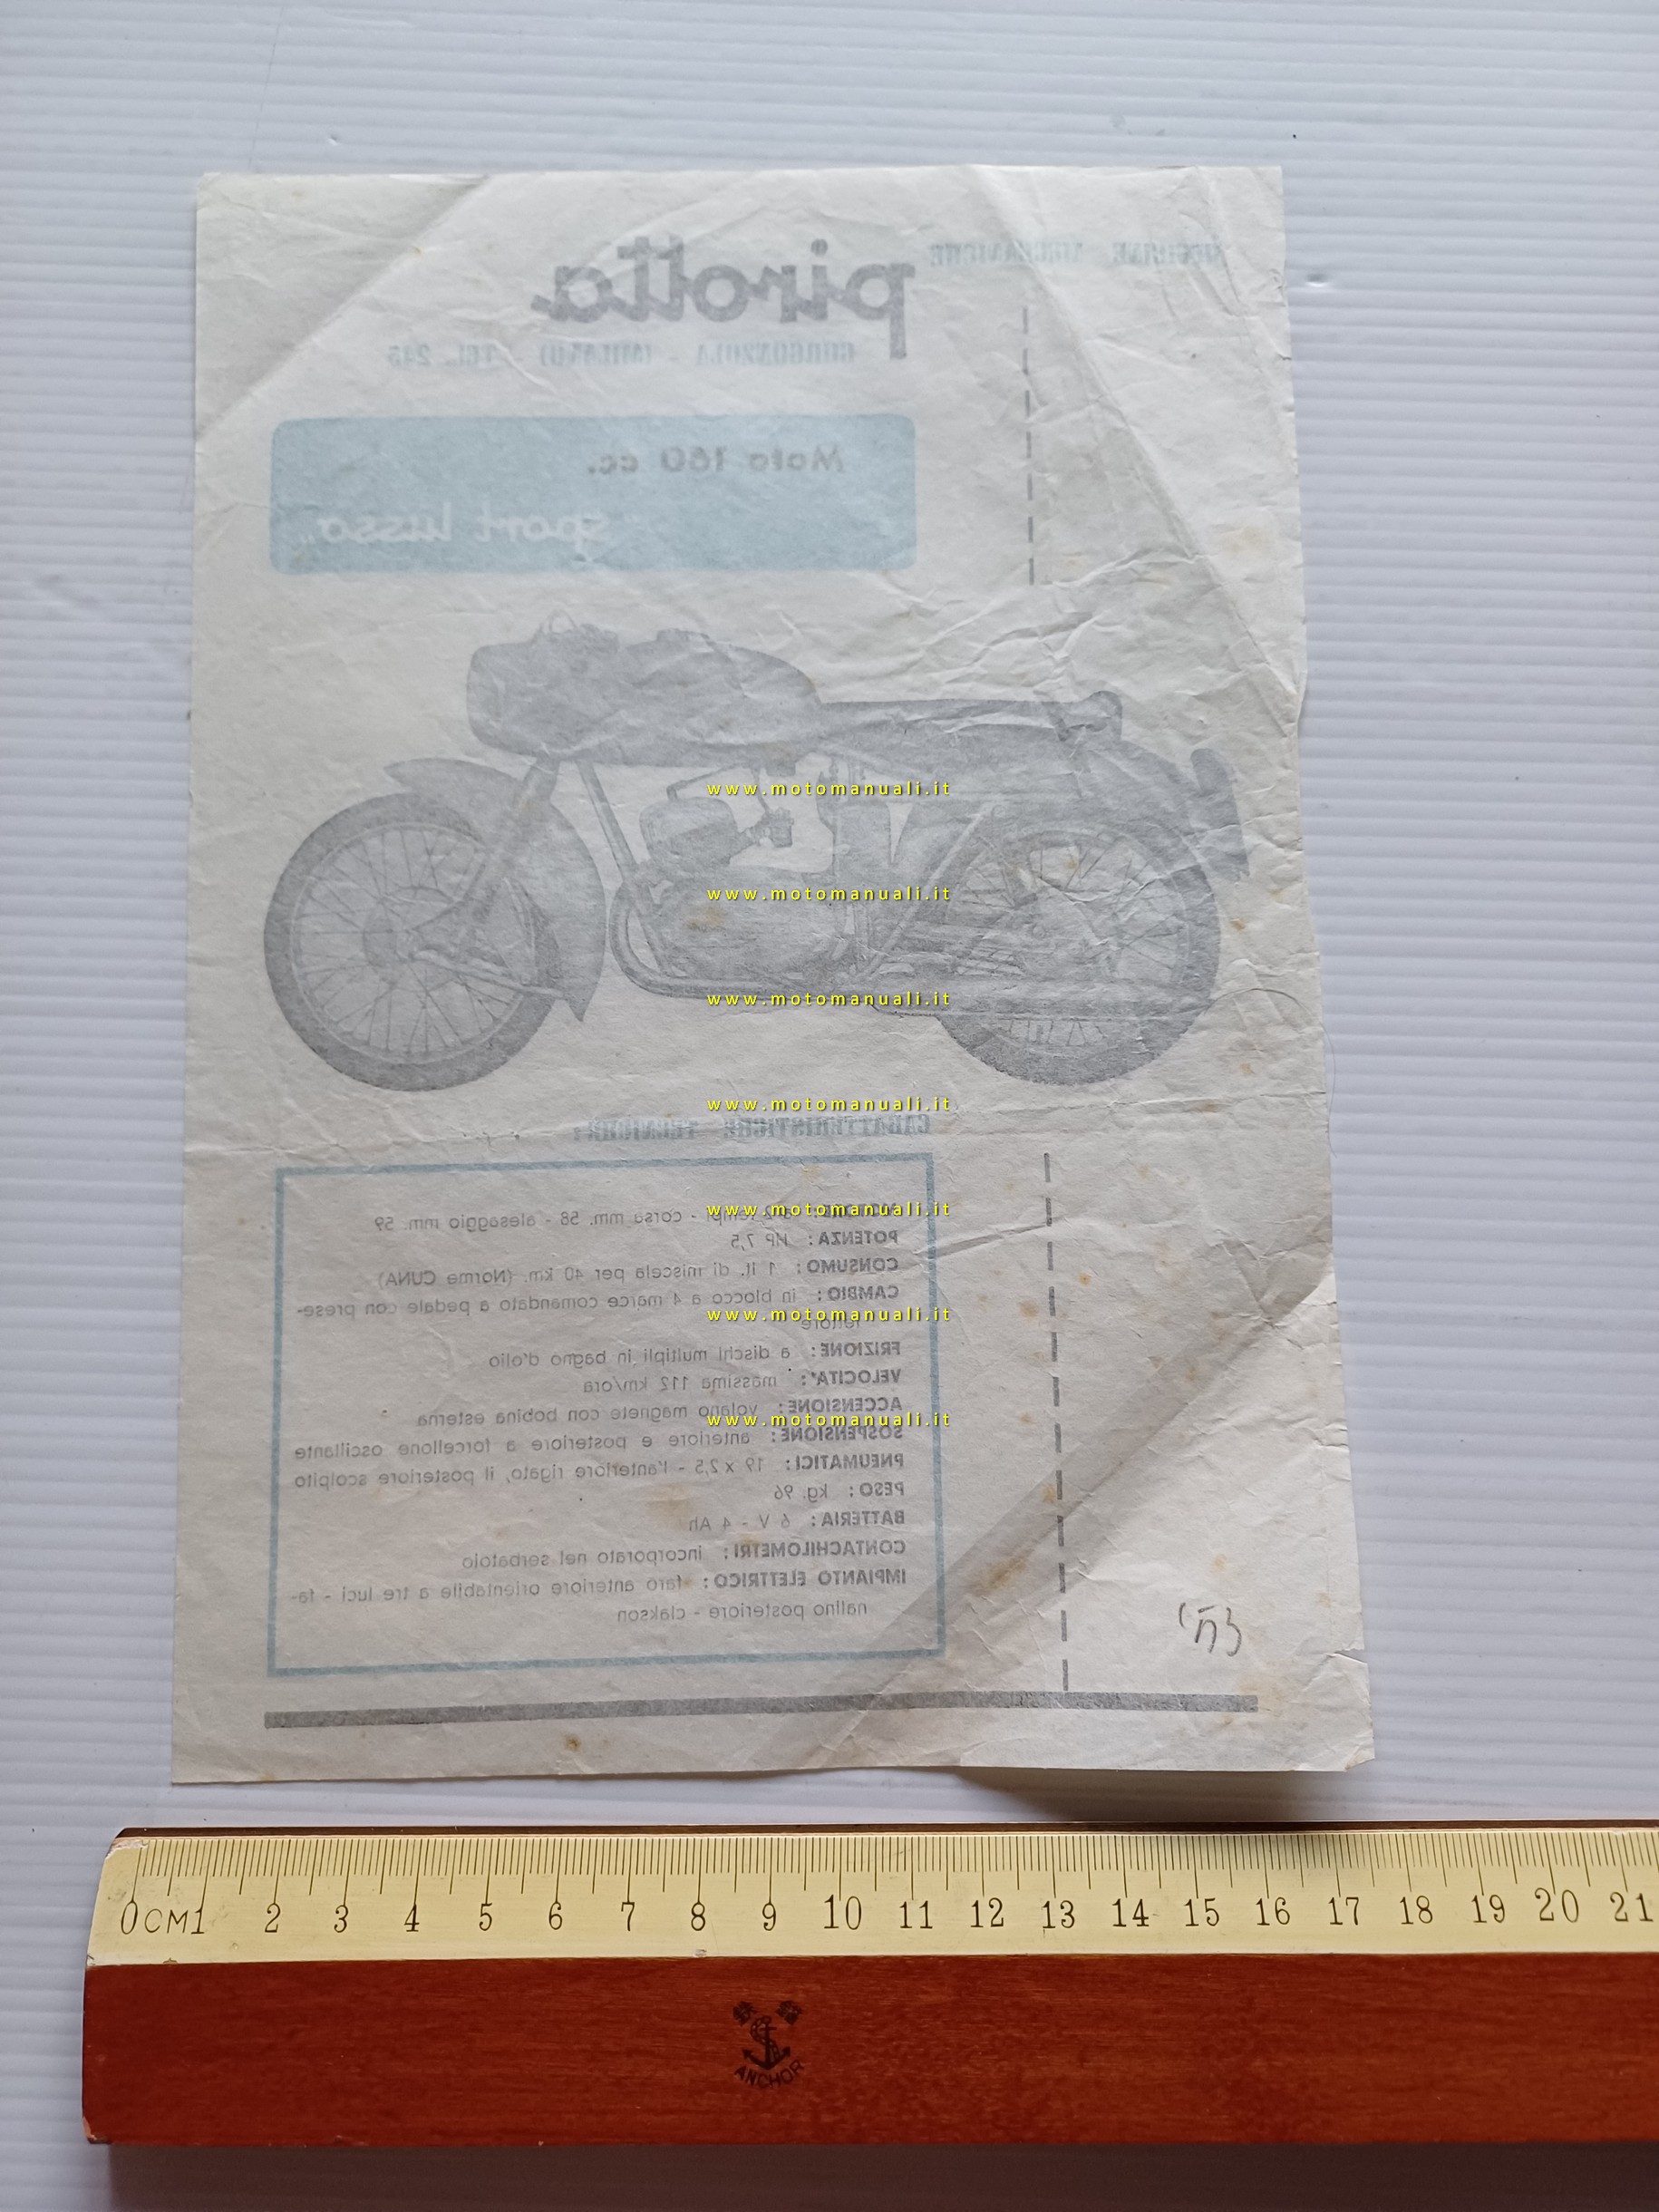 OFFICINE MECCANICHE
pirotta
GORGONZOLA - (MILANO) - TEL. 245
Moto 160 cc.
"sport lusso"
www.motomanuali.it
www.motomanuali.it
www.motomanuali.it
www.motomanuali.it
CARATTERISTICHE TECNICHE:
www.motomanuali.it
a 2 tempi - corsa mm. 58 - alesaggio mm. 59
POTENZA: HP 7,5
CONSUMO: 1 lt. di miscela per 40 km. (Norme CUNA)
CAMBIO: in blocco a 4 marce comandato a pedale con prese-
lettore
www.motomanuali.it
FRIZIONE: a dischi multipli in bagno d'olio
VELOCITA': massima 112 km/ora
ACCENSIONE: volano magnete con bobina esterna
www.motomanuali.it
SOSPENSIONE: anteriore e posteriore a forcellone oscillante
PNEUMATICI: 19 x 2,5 - l'anteriore rigato, il posteriore scolpito
PESO: kg. 96
BATTERIA: 6 V - 4 Ah
CONTACHILOMETRI: incorporato nel serbatoio
IMPIANTO ELETTRICO: faro anteriore orientabile a tre luci - fa-
nalino posteriore - clakson
0CM1 2 3 4 5 6 7 8 9 10 11 12 13 14 15 16 17 18 19 20 21
ANCHOR